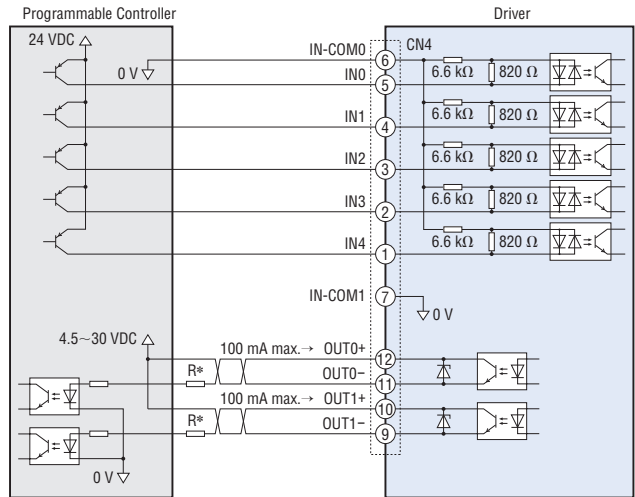 Programmable Controller
Driver
24 VDC
0 V
IN-COM0
6
CN4
6.6 kΩ
820 Ω
IN0
5
IN1
4
6.6 kΩ
820 Ω
IN2
3
6.6 kΩ
820 Ω
IN3
2
6.6 kΩ
820 Ω
IN4
1
6.6 kΩ
820 Ω
IN-COM1
7
0 V
4.5~30 VDC
100 mA max.→ OUT0+
12
R*
OUT0−
11
100 mA max.→ OUT1+
10
R*
OUT1−
9
0 V